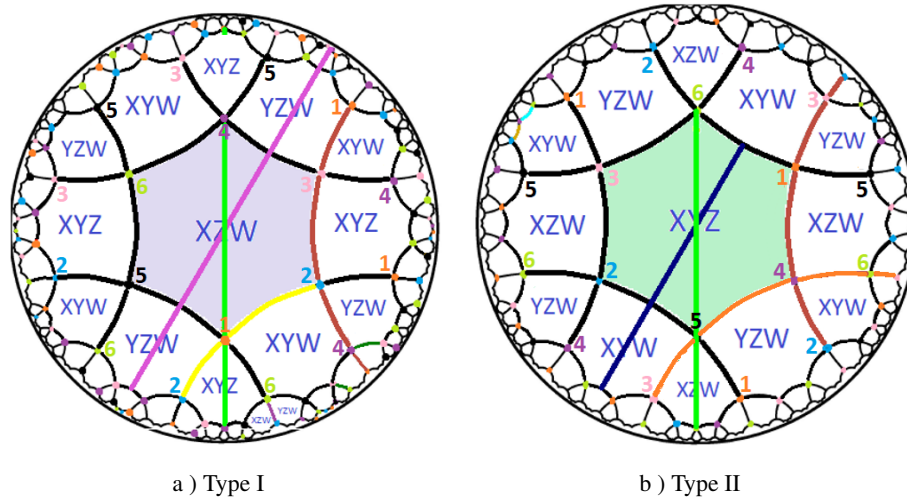 XYZ 5
3
XYW YZW 1
5 4
YZW XYW
6 3
3 4
XZW
XYZ XYZ
2 5 2 1
XYW YZW
1
6 YZW XYW 4
XYZ
2 6
YZW
XZW
2 XZW 4
6
1 YZW XYW 3
3 1
5 5
XZW XYZ XZW
6 2 4 6
YZW XYW
5
4 XYW YZW 2
3 XZW 1
a ) Type I
b ) Type II